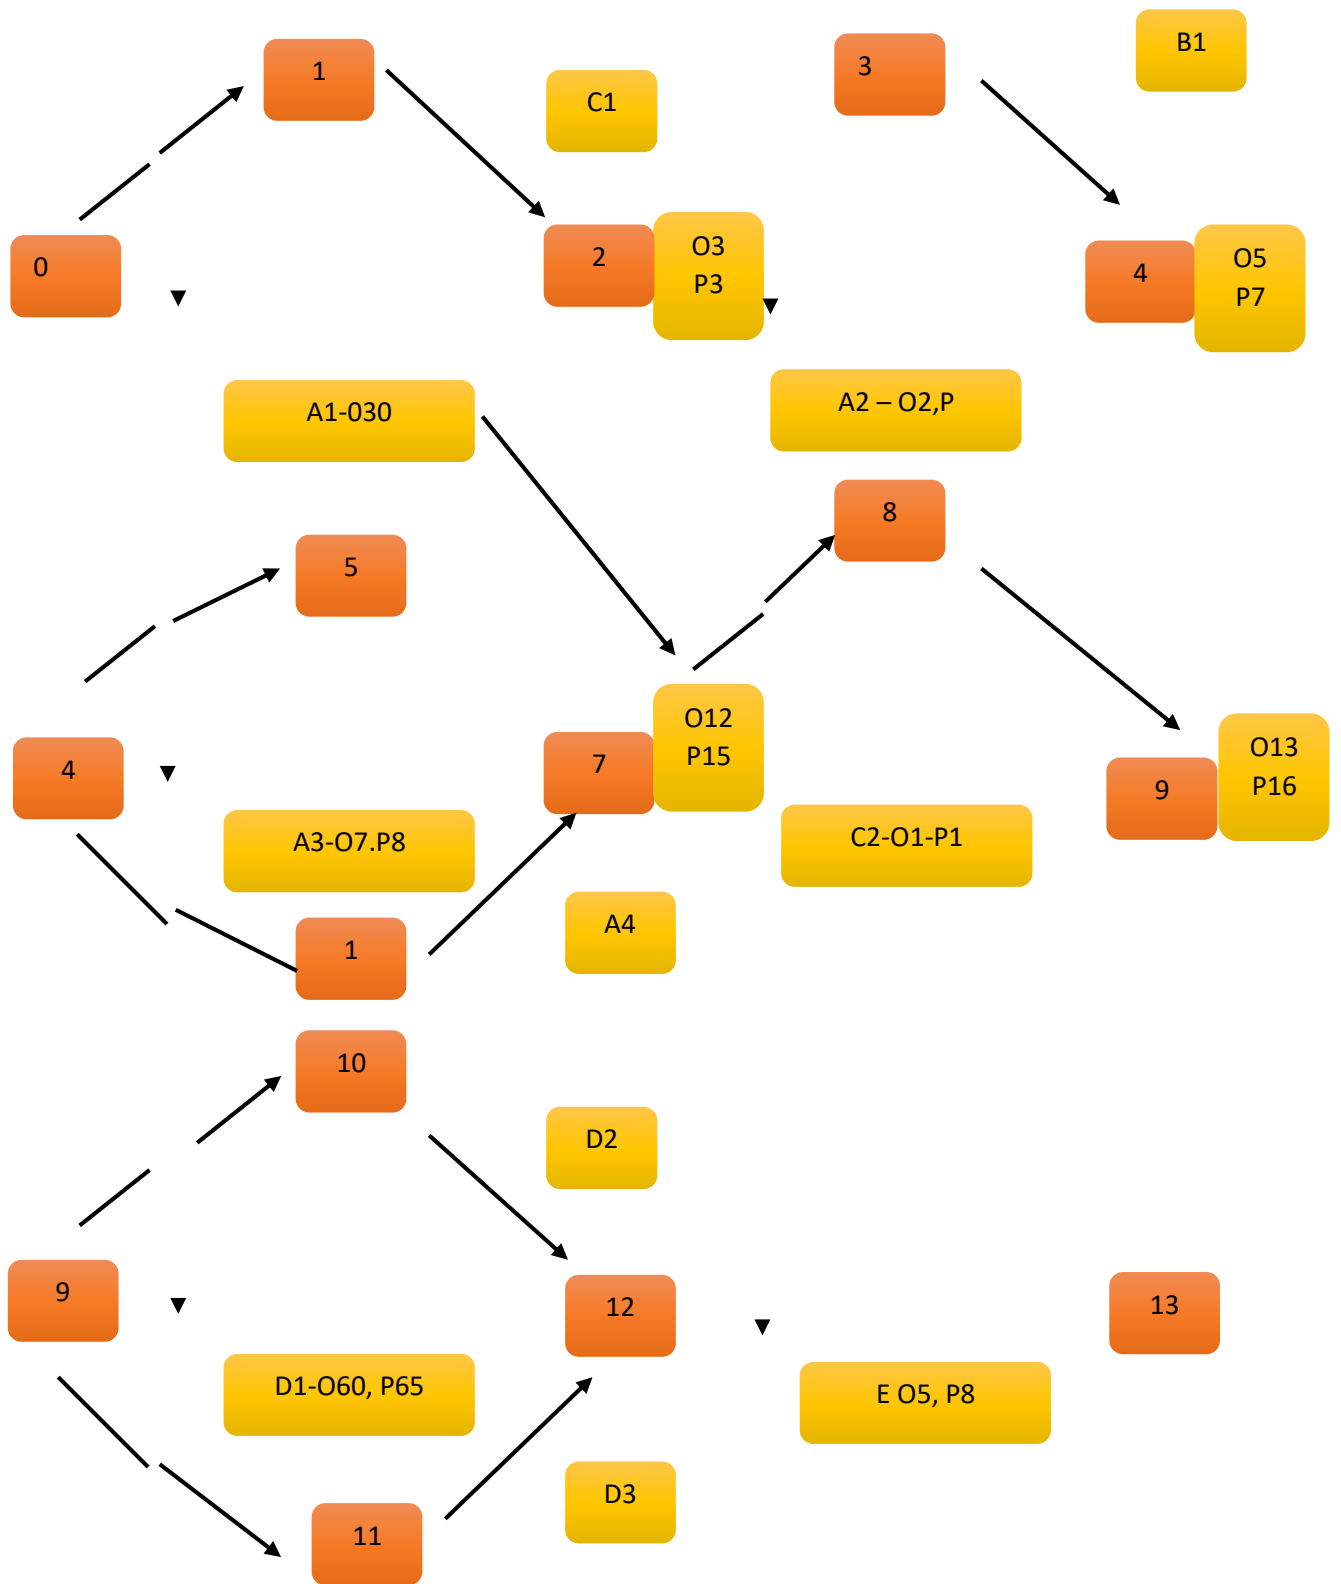 B1
3
1
C1
O3
P3
2
O5
P7
4
0
A2 – O2,P
A1-030
8
5
O12
P15
7
O13
P16
9
4
A3-O7.P8
C2-O1-P1
A4
1
10
D2
9
12
13
D1-O60, P65
E O5, P8
D3
11